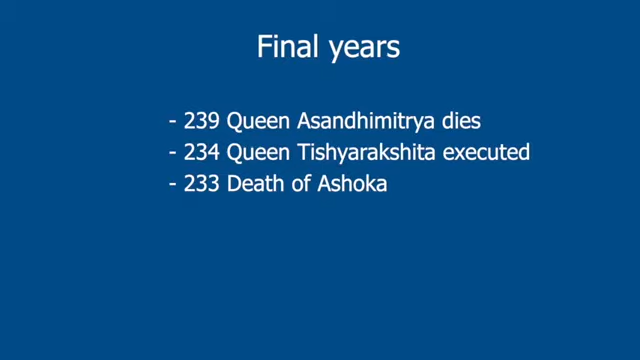 Final years
- 239 Queen Asandhimitrya dies
- 234 Queen Tishyarakshita executed
- 233 Death of Ashoka